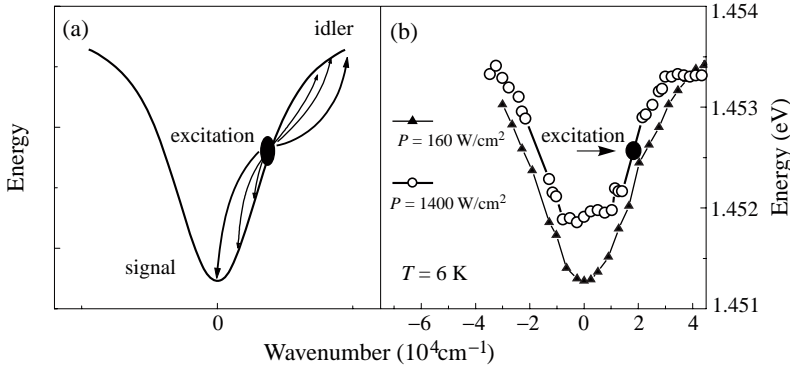 (a)
idler
excitation
signal
Energy
0
(b)
P = 160 W/cm²
P = 1400 W/cm²
excitation
T = 6 K
1.454
1.453
1.452
1.451
Energy (eV)
−6 −4 −2 0 2 4
Wavenumber (10⁴cm⁻¹)